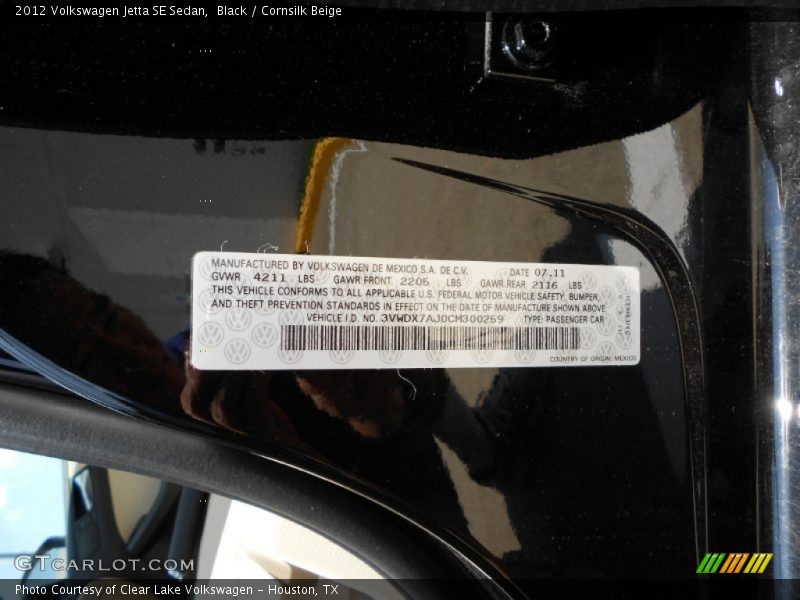 2012 Volkswagen Jetta SE Sedan,  Black / Cornsilk Beige
MANUFACTURED BY VOLKSWAGEN DE MEXICO S.A. DE C.V. DATE 07.11
GVWR 4211 LBS GAWR FRONT 2205 LBS GAWR REAR 2116 LBS
THIS VEHICLE CONFORMS TO ALL APPLICABLE U.S. FEDERAL MOTOR VEHICLE SAFETY, BUMPER,
AND THEFT PREVENTION STANDARDS IN EFFECT ON THE DATE OF MANUFACTURE SHOWN ABOVE.
VEHICLE I.D. NO. 3VWDX7AJ0CM300259 TYPE: PASSENGER CAR
COUNTRY OF ORIGIN: MEXICO
GTCARLOT.COM
Photo Courtesy of Clear Lake Volkswagen - Houston, TX